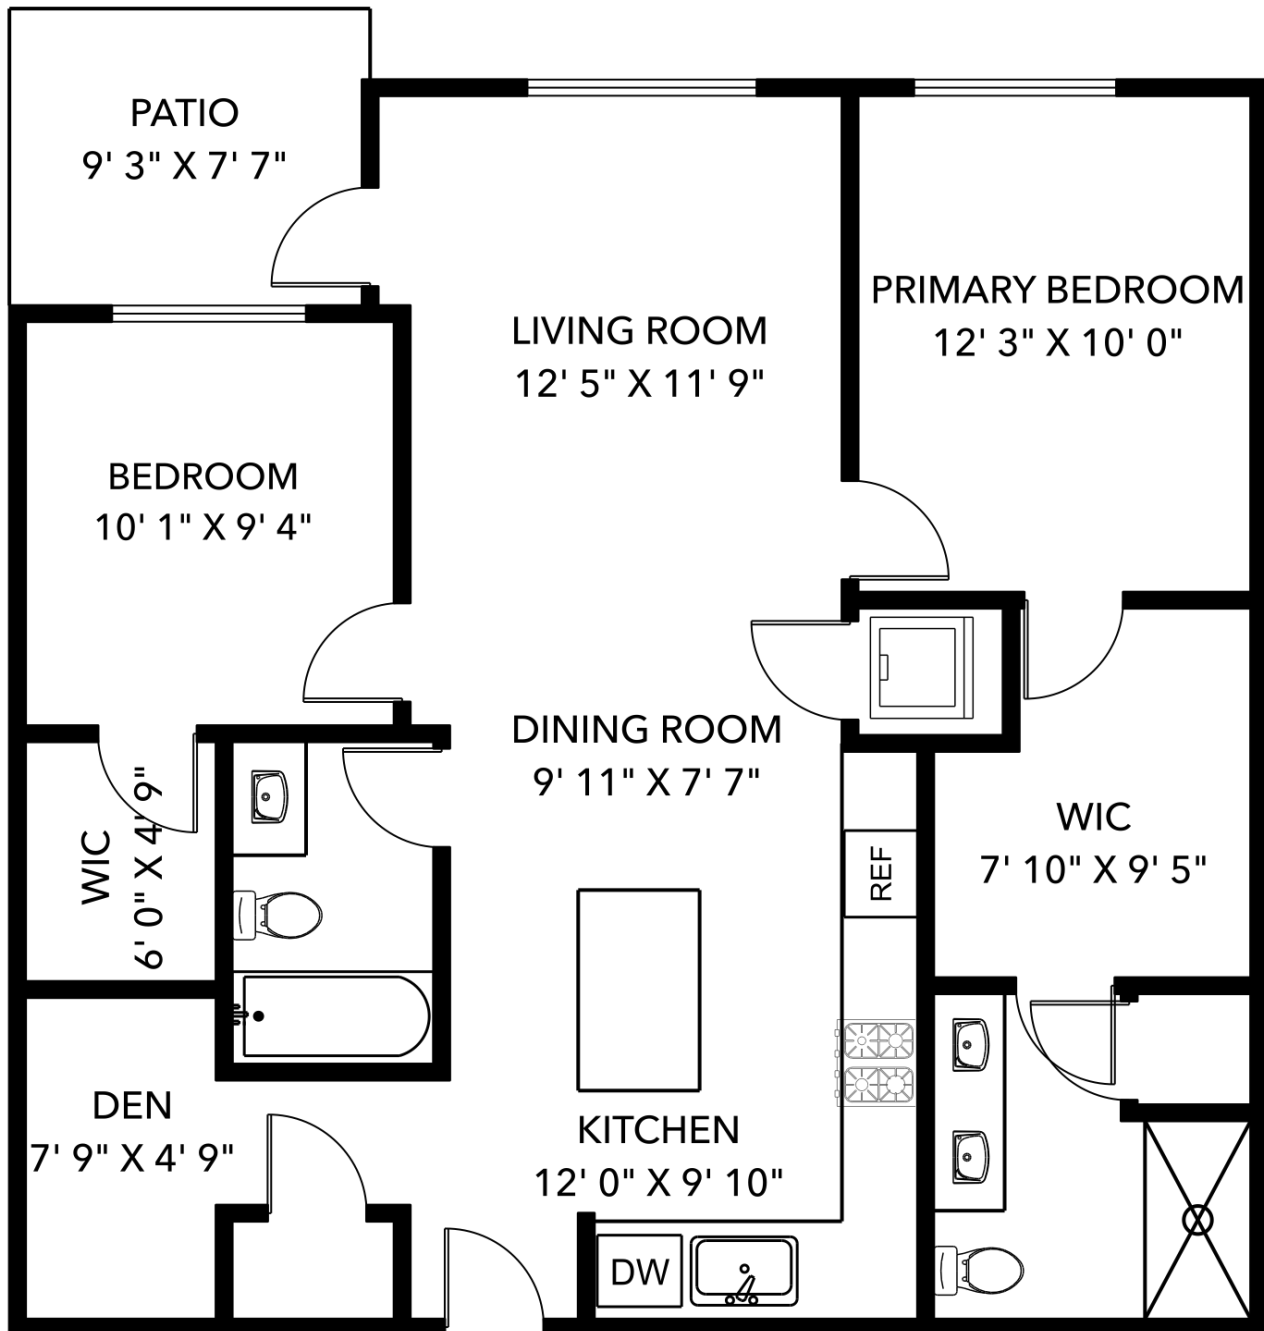 PATIO
9' 3" X 7' 7"
PRIMARY BEDROOM
12' 3" X 10' 0"
LIVING ROOM
12' 5" X 11' 9"
BEDROOM
10' 1" X 9' 4"
DINING ROOM
9' 11" X 7' 7"
WIC
6' 0" X 4' 9"
WIC
7' 10" X 9' 5"
REF
DEN
7' 9" X 4' 9"
KITCHEN
12' 0" X 9' 10"
DW